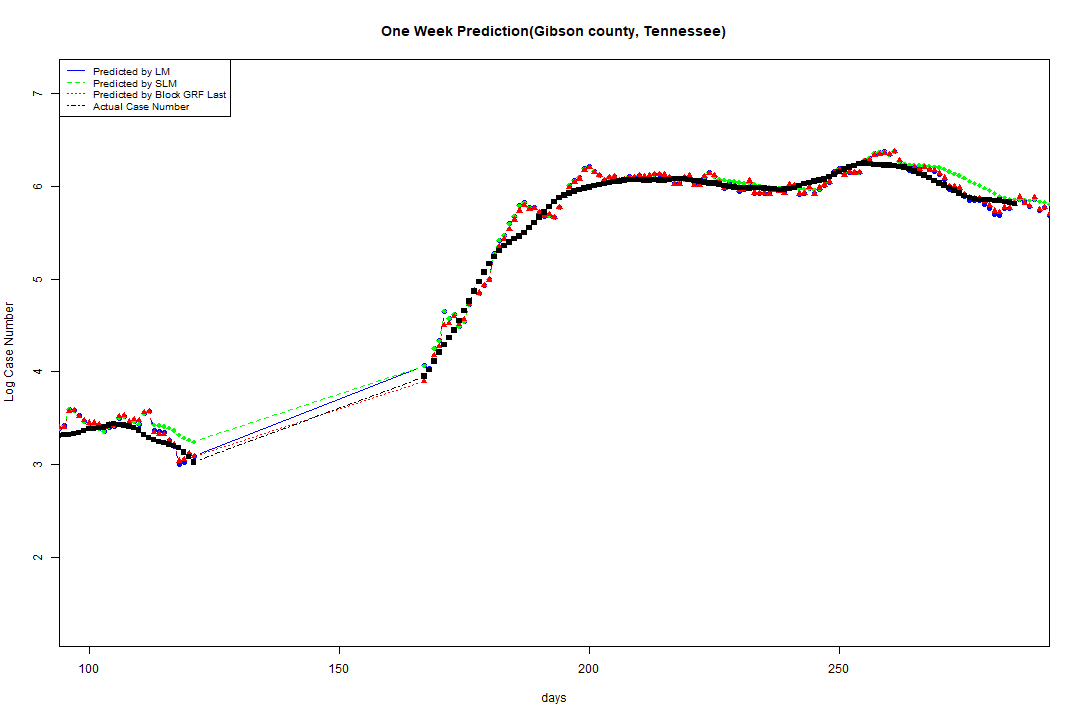 One Week Prediction(Gibson county, Tennessee)
Predicted by LM
Predicted by SLM
Predicted by Block GRF Last
Actual Case Number
7
6
5
4
3
2
Log Case Number
100 150 200 250
days